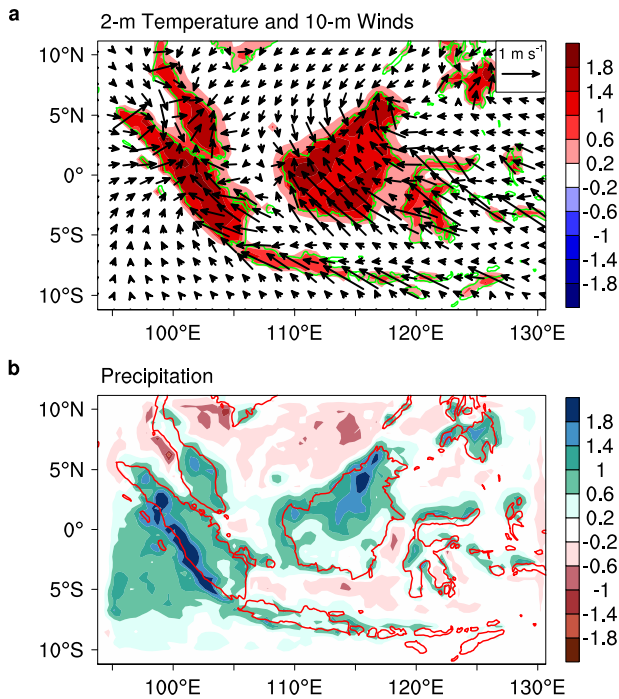 a
2-m Temperature and 10-m Winds
10°N
5°N
0°
5°S
10°S
100°E
110°E
120°E
130°E
1 m s⁻¹
1.8
1.4
1
0.6
0.2
-0.2
-0.6
-1
-1.4
-1.8
b
Precipitation
10°N
5°N
0°
5°S
10°S
100°E
110°E
120°E
130°E
1.8
1.4
1
0.6
0.2
-0.2
-0.6
-1
-1.4
-1.8